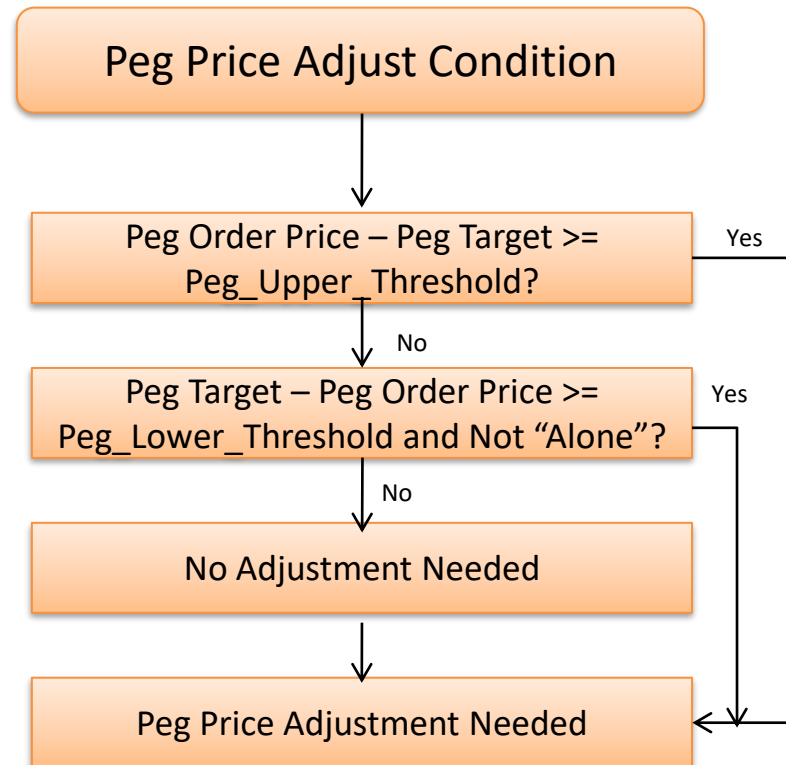 Peg Price Adjust Condition
Peg Order Price – Peg Target >=
Peg_Upper_Threshold?
Yes
No
Peg Target – Peg Order Price >=
Peg_Lower_Threshold and Not “Alone”?
Yes
No
No Adjustment Needed
Peg Price Adjustment Needed